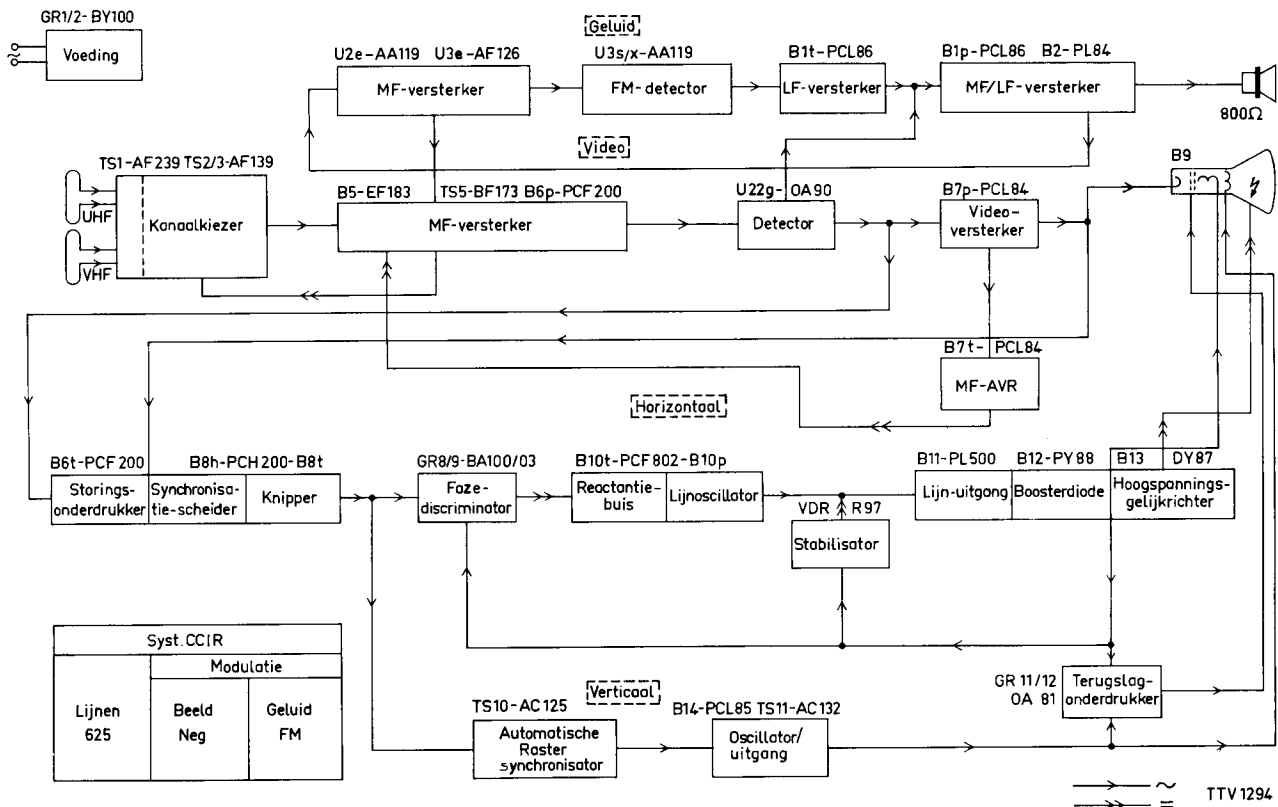 GR1/2- BY100
Voeding
Geluid
U2e-AA119 U3e-AF126
MF-versterker
U3s/x-AA119
FM-detector
B1t-PCL86
LF-versterker
B1p-PCL86 B2-PL84
MF/LF-versterker
800Ω
Video
TS1-AF239 TS2/3-AF139
UHF
VHF
Kanaalkiezer
B5-EF183 TS5-BF173 B6p-PCF200
MF-versterker
U22g-OA90
Detector
B7p-PCL84
Video-
versterker
B9
B7t- PCL84
MF-AVR
Horizontaal
B6t-PCF200
Storings-
onderdrukker
B8h-PCH200-B8t
Synchronisa-
tie-scheider
Knipper
GR8/9-BA100/03
Faze-
discriminator
B10t-PCF802-B10p
Reactantie-
buis
Lijnoscillator
VDR R97
Stabilisator
B11-PL500
Lijn-uitgang
B12-PY88
Boosterdiode
B13 DY87
Hoogspannings-
gelijkrichter
Syst. CCIR
Modulatie
Lijnen
625
Beeld
Neg
Geluid
FM
Verticaal
TS10-AC125
Automatische
Raster
synchronisator
B14-PCL85 TS11-AC132
Oscillator/
uitgang
GR 11/12
OA 81
Terugslag-
onderdrukker
~
=
TTV 1294